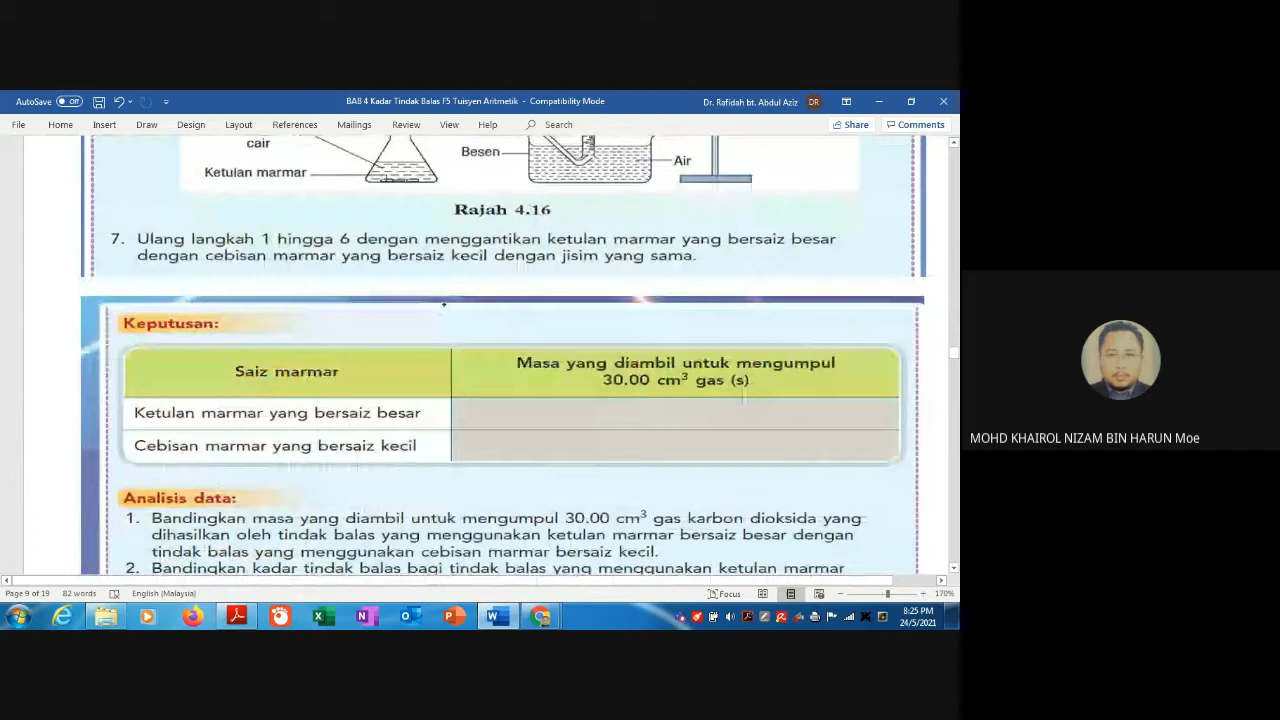 AutoSave Off
BAB 4 Kadar Tindak Balas F5 Tuisyen Aritmetik - Compatibility Mode
Dr. Rafidah bt. Abdul Aziz DR
File Home Insert Draw Design Layout References Mailings Review View Help Search
Share Comments
cair
Ketulan marmar
Besen
Air
Rajah 4.16
7. Ulang langkah 1 hingga 6 dengan menggantikan ketulan marmar yang bersaiz besar
dengan cebisan marmar yang bersaiz kecil dengan jisim yang sama.
Keputusan:
Saiz marmar
Masa yang diambil untuk mengumpul
30.00 cm³ gas (s)
Ketulan marmar yang bersaiz besar
Cebisan marmar yang bersaiz kecil
Analisis data:
1. Bandingkan masa yang diambil untuk mengumpul 30.00 cm³ gas karbon dioksida yang
dihasilkan oleh tindak balas yang menggunakan ketulan marmar bersaiz besar dengan
tindak balas yang menggunakan cebisan marmar bersaiz kecil.
2. Bandingkan kadar tindak balas bagi tindak balas yang menggunakan ketulan marmar
Page 9 of 19 82 words English (Malaysia)
Focus
170%
8:25 PM
24/5/2021
MOHD KHAIROL NIZAM BIN HARUN Moe